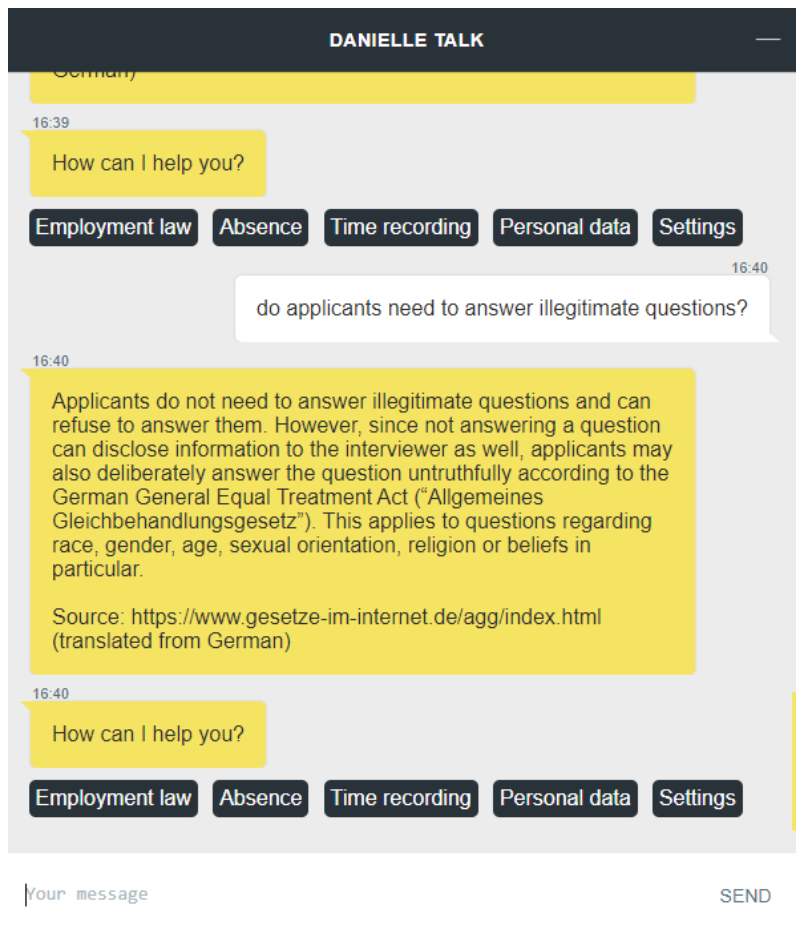 DANIELLE TALK
German)
16:39
How can I help you?
Employment law Absence Time recording Personal data Settings
16:40
do applicants need to answer illegitimate questions?
16:40
Applicants do not need to answer illegitimate questions and can
refuse to answer them. However, since not answering a question
can disclose information to the interviewer as well, applicants may
also deliberately answer the question untruthfully according to the
German General Equal Treatment Act (“Allgemeines
Gleichbehandlungsgesetz”). This applies to questions regarding
race, gender, age, sexual orientation, religion or beliefs in
particular.
Source: https://www.gesetze-im-internet.de/agg/index.html
(translated from German)
16:40
How can I help you?
Employment law Absence Time recording Personal data Settings
Your message SEND